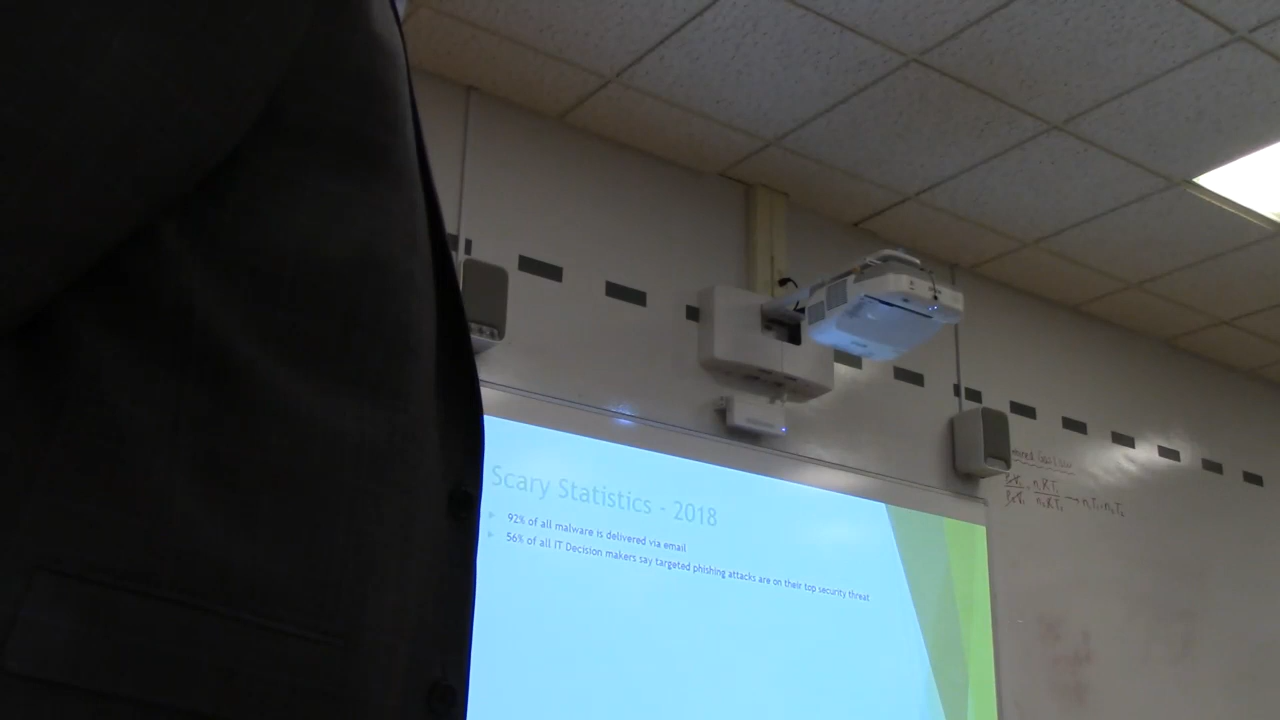 Scary Statistics - 2018
92% of all malware is delivered via email
56% of all IT Decision makers say targeted phishing attacks are on their top security threat